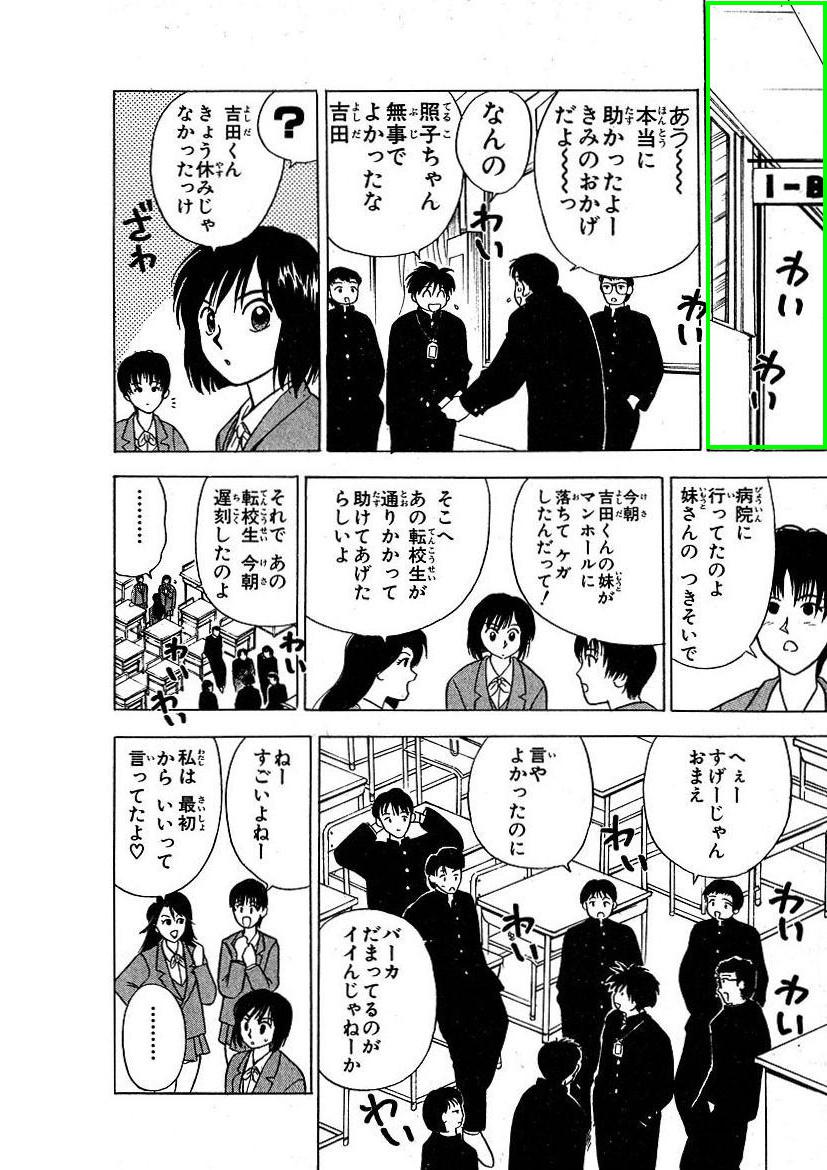 1-B
わい
わい
あう〜〜
本当に
助かったよー
きみのおかげ
だよ〜〜〜っ
わい
なんの
わい
照子ちゃん
無事で
よかったな
吉田
?
吉田くん
きょう休みじゃ
なかったっけ
ざわ
病院に
行ってたのよ
妹さんの つきそいで
今朝
吉田くんの妹が
マンホールに
落ちて ケガ
したんだって!
そこへ
あの転校生が
通りかかって
助けてあげた
らしいよ
それで あの
転校生 今朝
遅刻したのよ
………
わい
わい
わい
へぇー
すげーじゃん
おまえ
言や
よかったのに
わい
わい
わい
わい
バーカ
だまってるのが
イイんじゃねーか
わい
ねー
すごいよねー
私は 最初
から いいって
言ってたよ♡
………